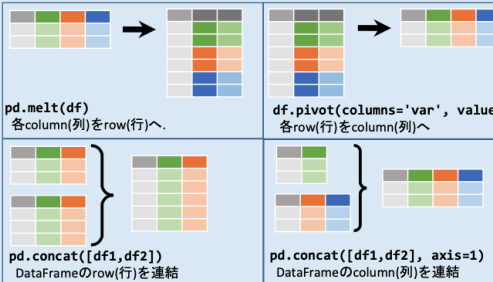 pd.melt(df)
各column(列)をrow(行)へ.
df.pivot(columns='var', value
各row(行)をcolumn(列)へ
pd.concat([df1,df2])
DataFrameのrow(行)を連結
pd.concat([df1,df2], axis=1)
DataFrameのcolumn(列)を連結